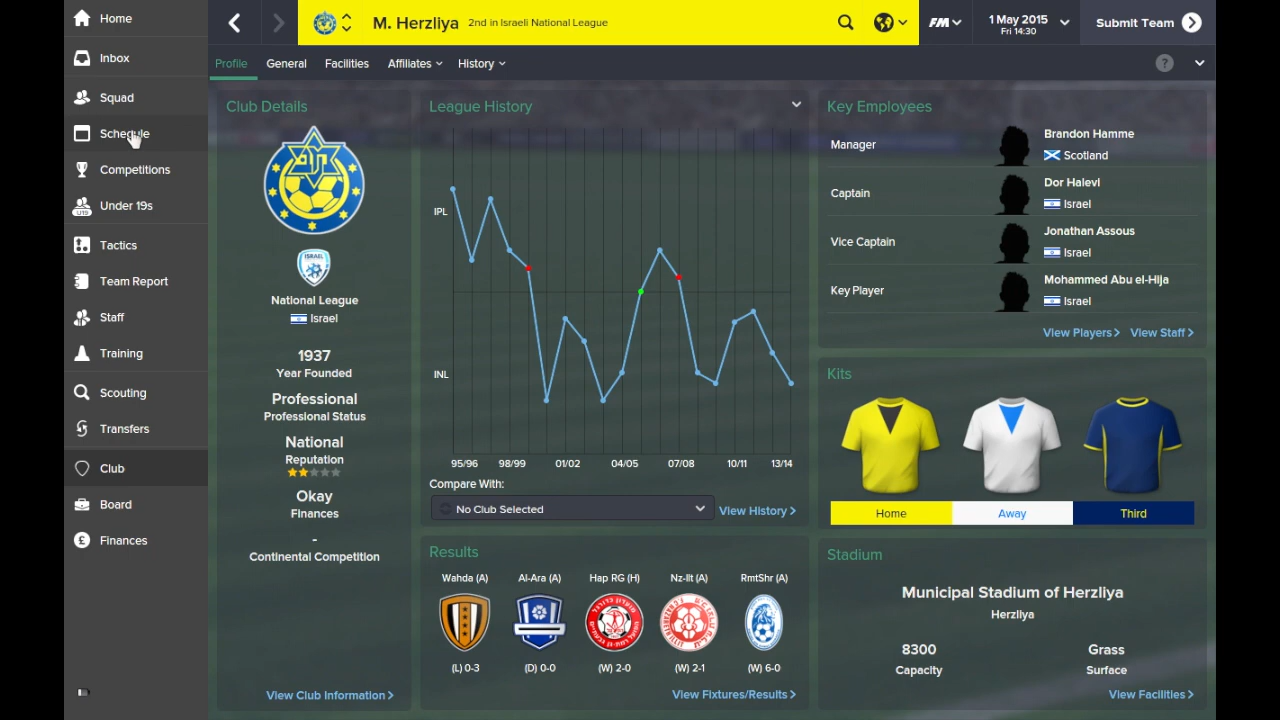 Home
Inbox
Squad
Schedule
Competitions
Under 19s
U19
Tactics
Team Report
Staff
Training
Scouting
Transfers
Club
Board
Finances
M. Herzliya 2nd in Israeli National League
FM
1 May 2015
Fri 14:30
Submit Team
Profile General Facilities Affiliates History
?
Club Details
ISRAEL
National League
Israel
1937
Year Founded
Professional
Professional Status
National
Reputation
Okay
Finances
-
Continental Competition
View Club Information >
League History
IPL
INL
95/96 98/99 01/02 04/05 07/08 10/11 13/14
Compare With:
No Club Selected
View History >
Results
Wahda (A) Al-Ara (A) Hap RG (H) Nz-Ilt (A) RmtShr (A)
(L) 0-3 (D) 0-0 (W) 2-0 (W) 2-1 (W) 6-0
View Fixtures/Results >
Key Employees
Manager
Brandon Hamme
Scotland
Captain
Dor Halevi
Israel
Vice Captain
Jonathan Assous
Israel
Key Player
Mohammed Abu el-Hija
Israel
View Players > View Staff >
Kits
Home Away Third
Stadium
Municipal Stadium of Herzliya
Herzliya
8300 Grass
Capacity Surface
View Facilities >